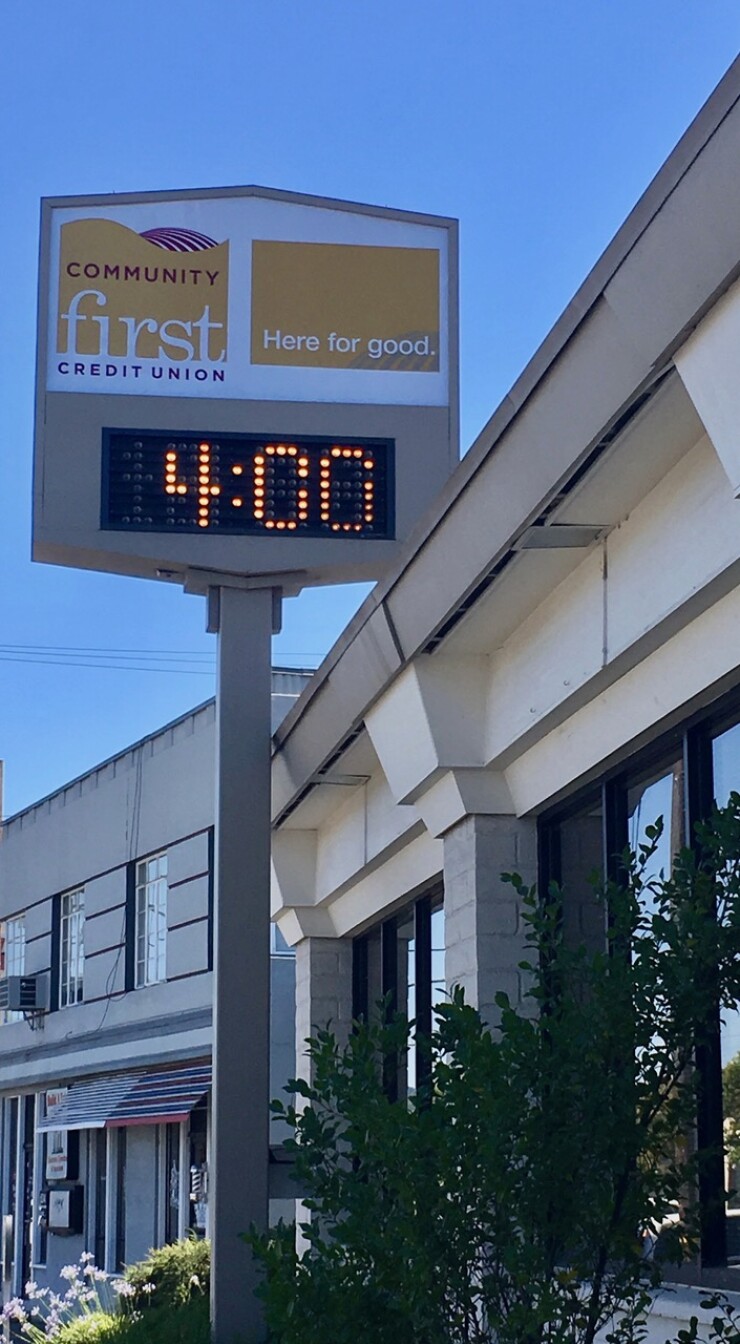 COMMUNITY
first
CREDIT UNION
Here for good.
4:00